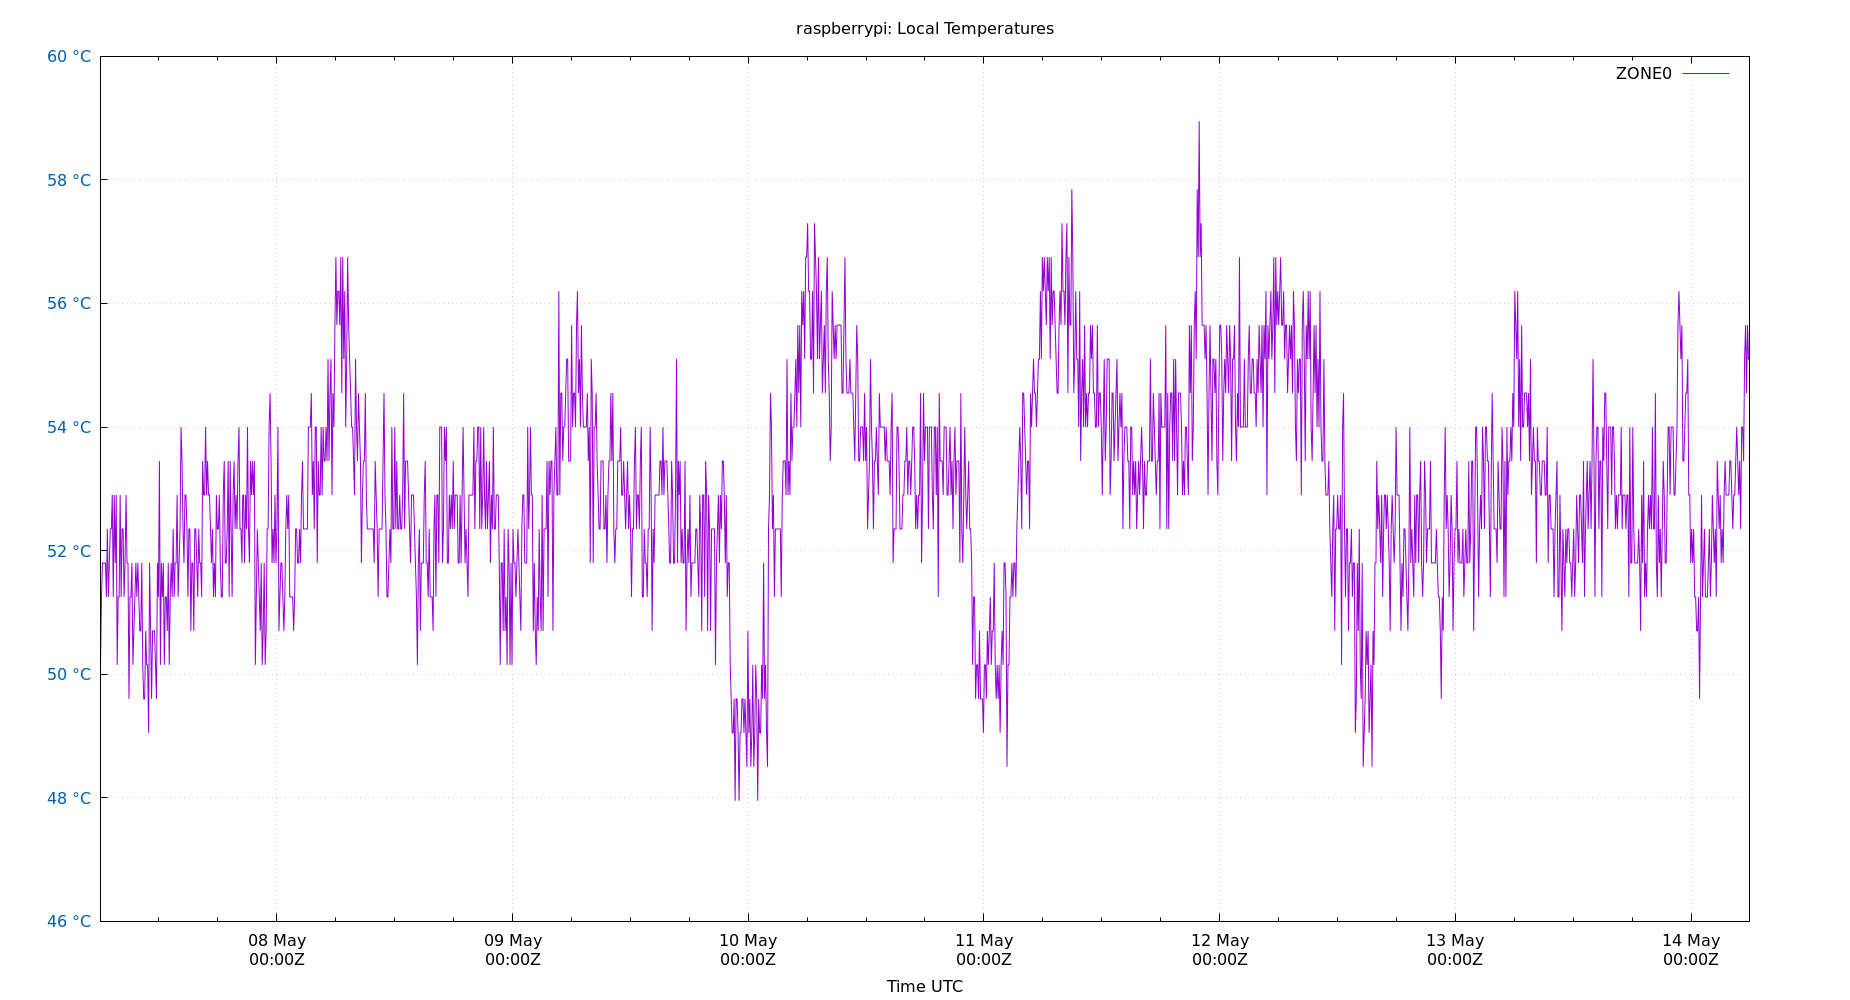 raspberrypi: Local Temperatures
60 °C
ZONE0
58 °C
56 °C
54 °C
52 °C
50 °C
48 °C
46 °C
08 May
00:00Z
09 May
00:00Z
10 May
00:00Z
11 May
00:00Z
12 May
00:00Z
13 May
00:00Z
14 May
00:00Z
Time UTC